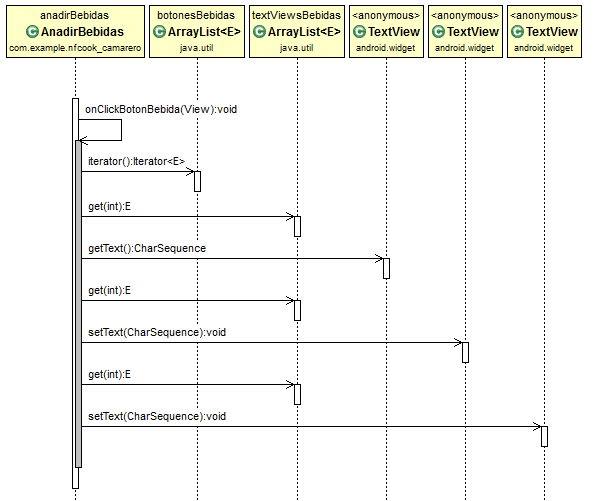 anadirBebidas
C AnadirBebidas
com.example.nfcook_camarero
botonesBebidas
C ArrayList<E>
java.util
textViewsBebidas
C ArrayList<E>
java.util
<anonymous>
C TextView
android.widget
<anonymous>
C TextView
android.widget
<anonymous>
C TextView
android.widget
onClickBotonBebida(View):void
iterator():Iterator<E>
get(int):E
getText():CharSequence
get(int):E
setText(CharSequence):void
get(int):E
setText(CharSequence):void